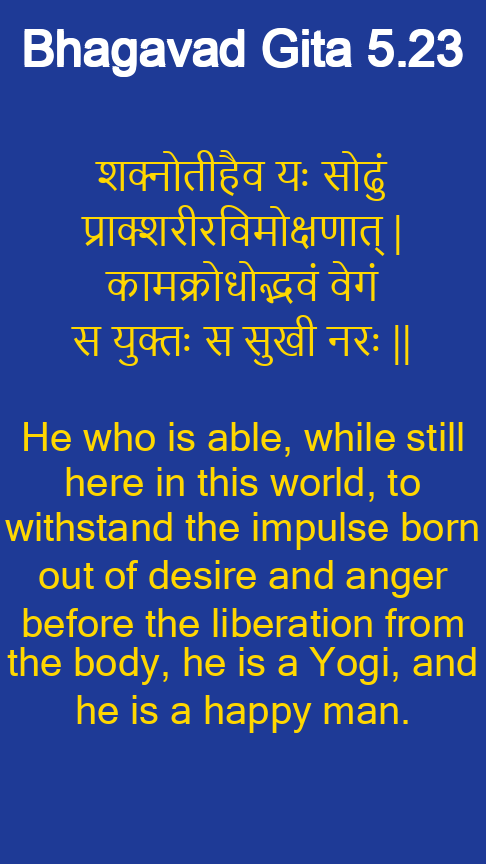 Bhagavad Gita 5.23
शक्नोतीहैव यः सोढुं
प्राक्शरीरविमोक्षणात् |
कामक्रोधोद्भवं वेगं
स युक्तः स सुखी नरः ||
He who is able, while still
here in this world, to
withstand the impulse born
out of desire and anger
before the liberation from
the body, he is a Yogi, and
he is a happy man.